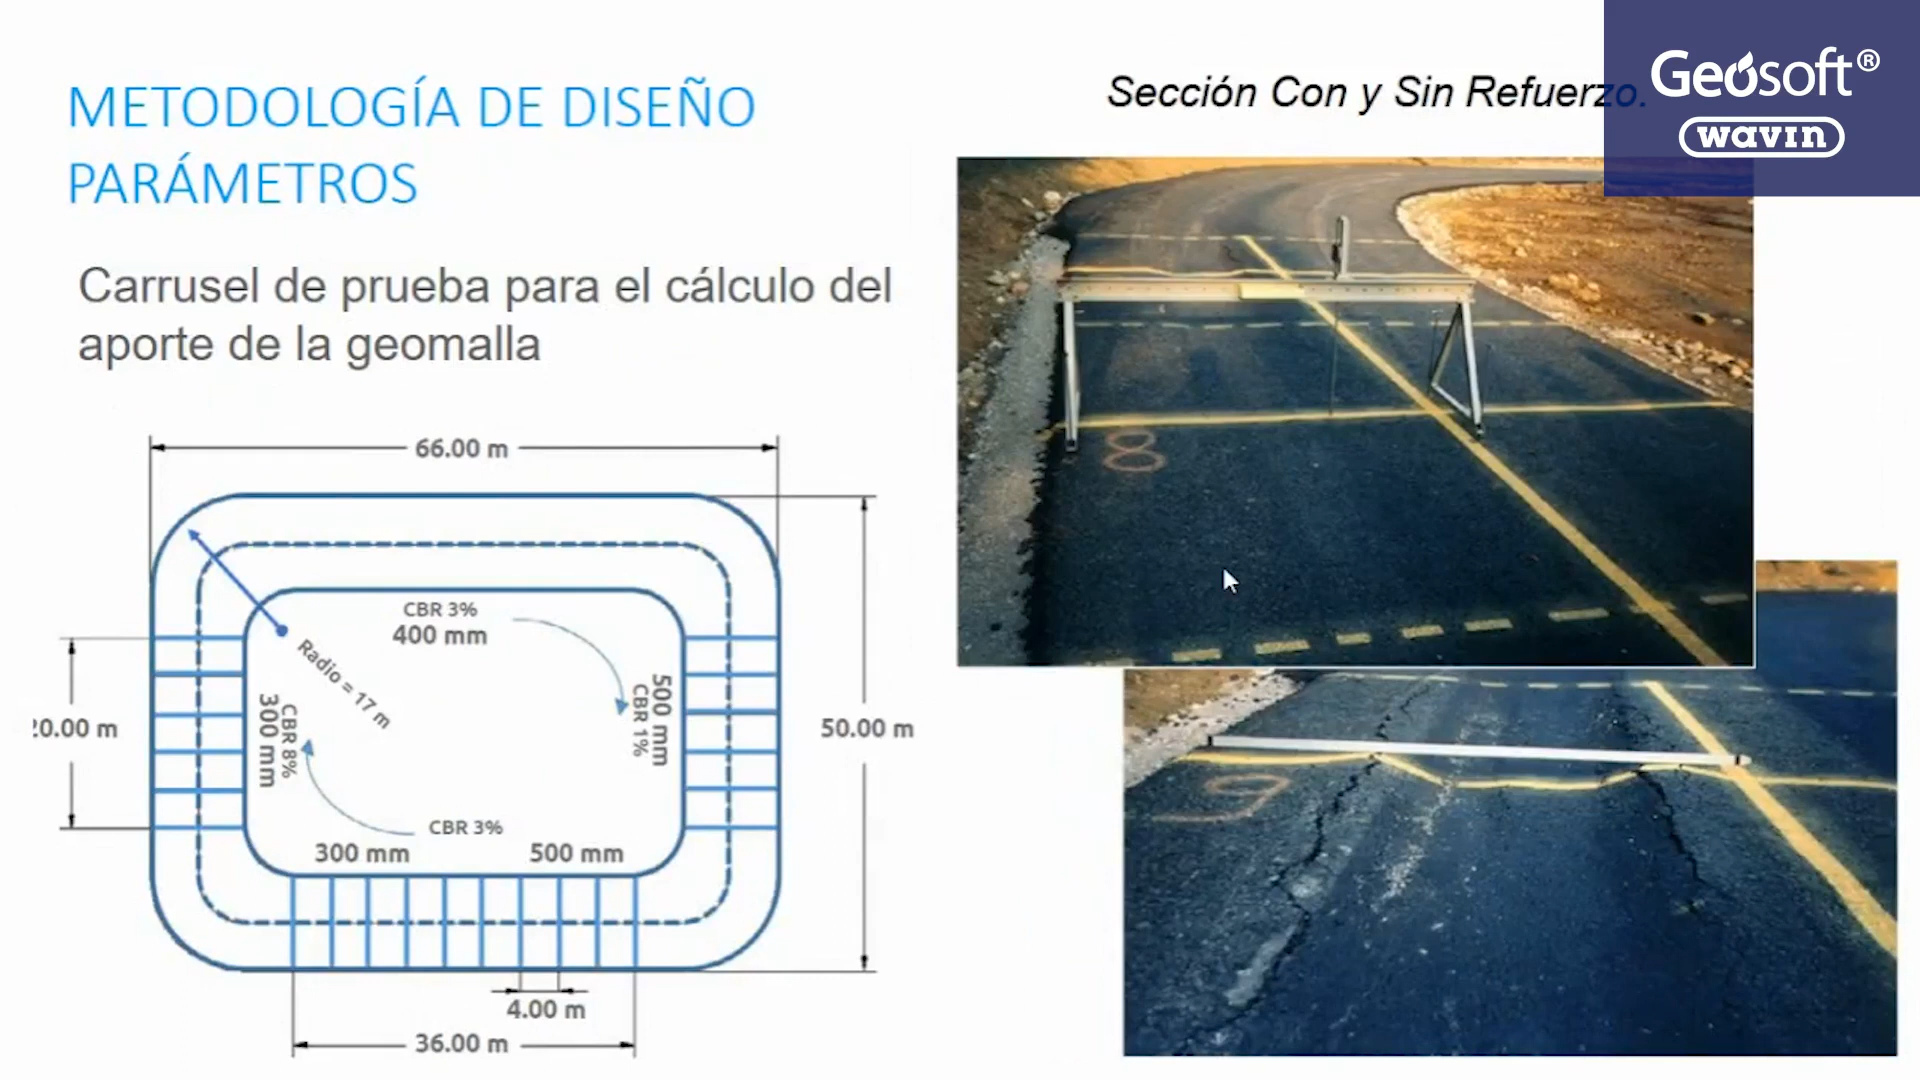 METODOLOGÍA DE DISEÑO
PARÁMETROS
Carrusel de prueba para el cálculo del
aporte de la geomalla
Sección Con y Sin Refuerzo.
Geosoft®
wavin
66.00 m
CBR 3%
400 mm
Radio = 17 m
500 mm
CBR 1%
CBR 8%
300 mm
20.00 m
50.00 m
CBR 3%
300 mm
500 mm
4.00 m
36.00 m
8
9